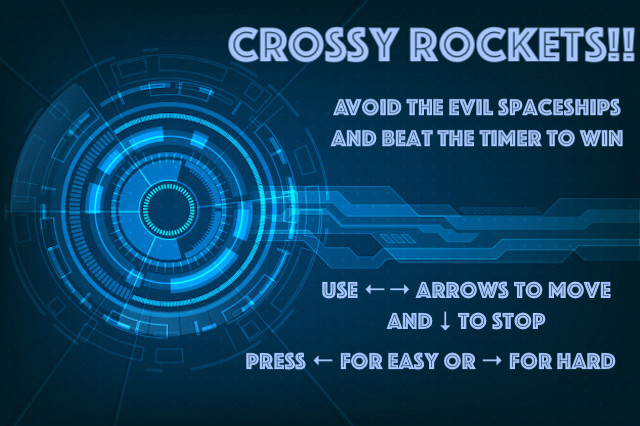 CROSSY ROCKETS!!
AVOID THE EVIL SPACESHIPS
AND BEAT THE TIMER TO WIN
USE ←→ ARROWS TO MOVE
AND ↓ TO STOP
PRESS ← FOR EASY OR → FOR HARD